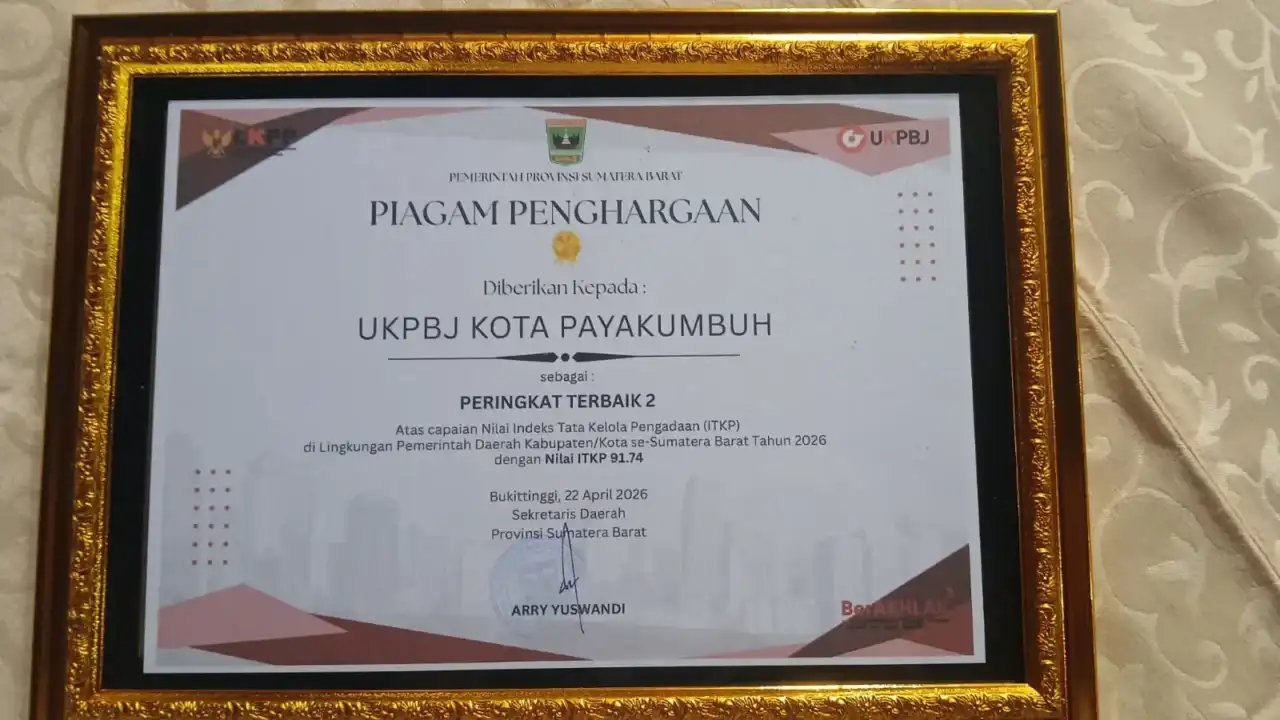 UKPBJ
PEMERINTAH PROVINSI SUMATERA BARAT
PIAGAM PENGHARGAAN
Diberikan Kepada :
UKPBJ KOTA PAYAKUMBUH
sebagai :
PERINGKAT TERBAIK 2
Atas capaian Nilai Indeks Tata Kelola Pengadaan (ITKP)
di Lingkungan Pemerintah Daerah Kabupaten/Kota se-Sumatera Barat Tahun 2026
dengan Nilai ITKP 91.74
Bukittinggi, 22 April 2026
Sekretaris Daerah
Provinsi Sumatera Barat
ARRY YUSWANDI
BerAKHLAK